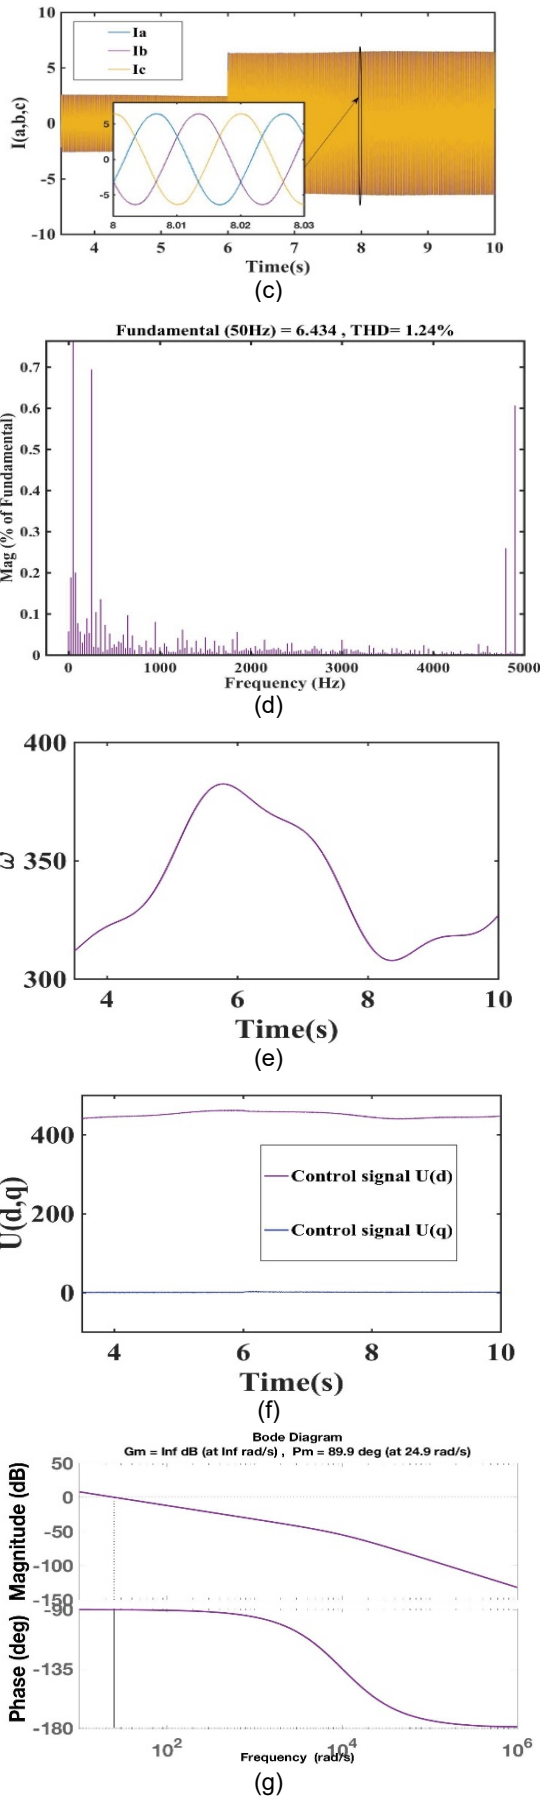 10
Ia
Ib
Ic
5
I(a,b,c)
0
5
0
-5
8
8.01
8.02
8.03
-5
-10
4
5
6
7
8
9
10
Time(s)
(c)
Fundamental (50Hz) = 6.434 , THD= 1.24%
0.7
0.6
0.5
0.4
0.3
0.2
0.1
0
Mag (% of Fundamental)
0
1000
2000
3000
4000
5000
Frequency (Hz)
(d)
400
ω
350
300
4
6
8
10
Time(s)
(e)
400
Control signal U(d)
200
Control signal U(q)
U(d,q)
0
4
6
8
10
Time(s)
(f)
Bode Diagram
Gm = Inf dB (at Inf rad/s) , Pm = 89.9 deg (at 24.9 rad/s)
50
0
-50
-100
-150
Magnitude (dB)
-90
-135
-180
Phase (deg)
10^2
10^4
10^6
Frequency (rad/s)
(g)